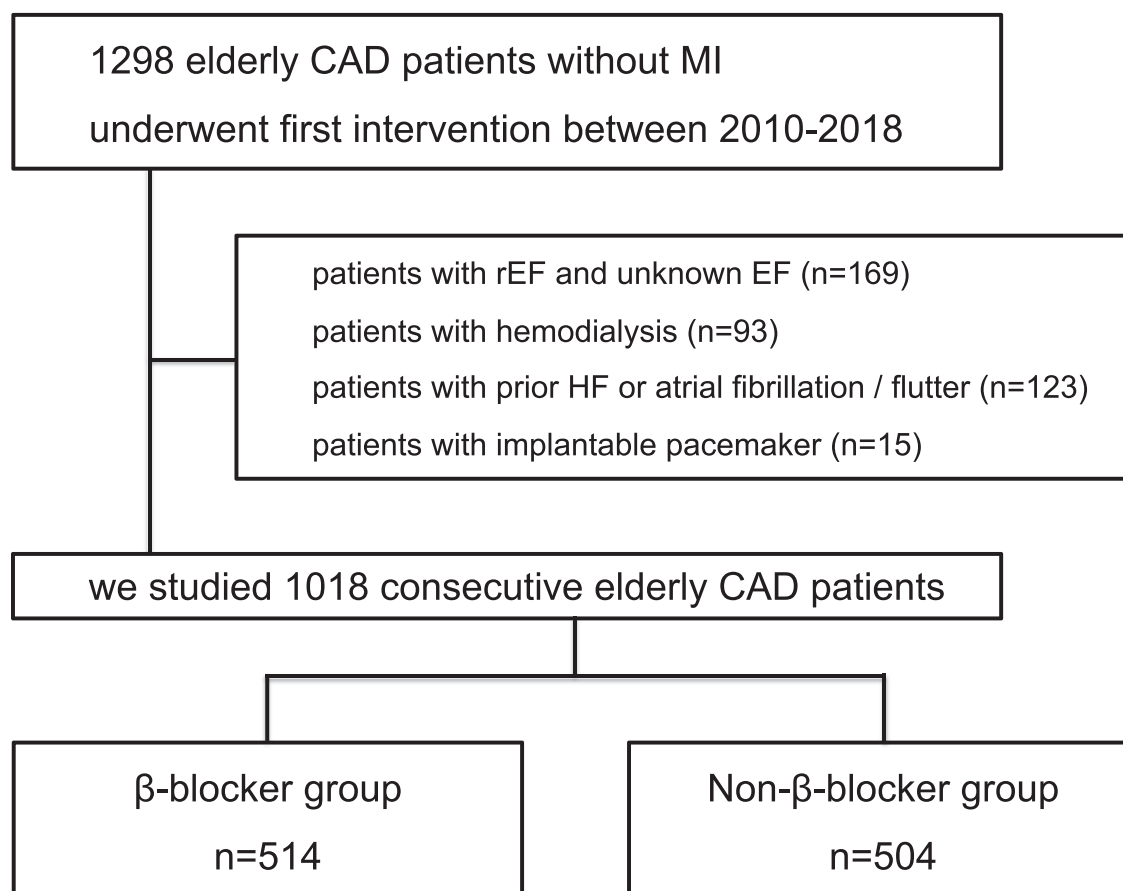 1298 elderly CAD patients without MI
underwent first intervention between 2010-2018
patients with rEF and unknown EF (n=169)
patients with hemodialysis (n=93)
patients with prior HF or atrial fibrillation / flutter (n=123)
patients with implantable pacemaker (n=15)
we studied 1018 consecutive elderly CAD patients
β-blocker group
n=514
Non-β-blocker group
n=504